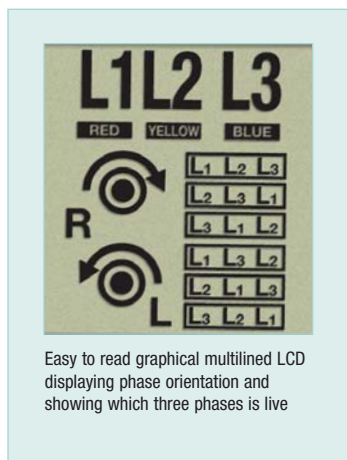 L1 L2 L3
RED YELLOW BLUE
R
L1 L2 L3
L2 L3 L1
L3 L1 L2
L
L1 L3 L2
L2 L1 L3
L3 L2 L1
Easy to read graphical multilined LCD
displaying phase orientation and
showing which three phases is live